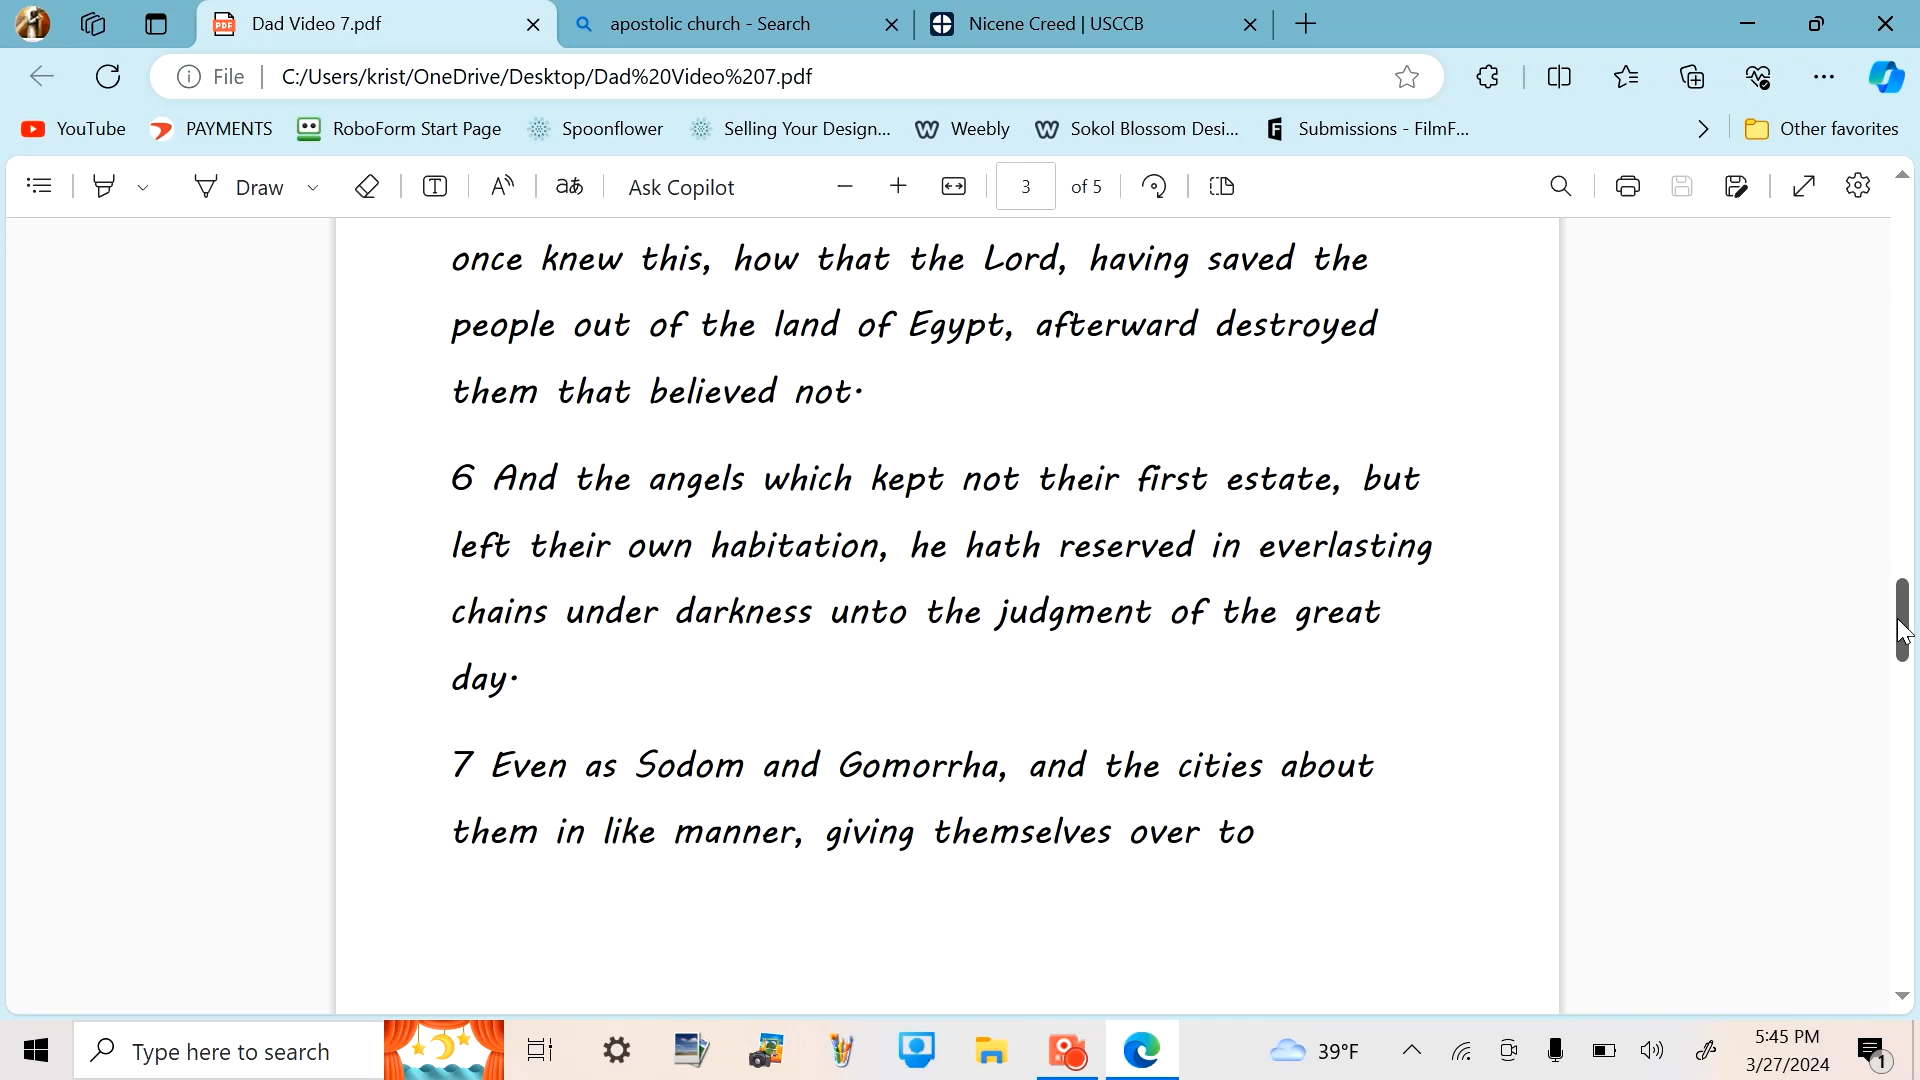 Dad Video 7.pdf
apostolic church - Search
Nicene Creed | USCCB
File
C:/Users/krist/OneDrive/Desktop/Dad%20Video%207.pdf
YouTube
PAYMENTS
RoboForm Start Page
Spoonflower
Selling Your Design...
Weebly
Sokol Blossom Desi...
Submissions - FilmF...
Other favorites
Draw
Ask Copilot
3
of 5
once knew this, how that the Lord, having saved the
people out of the land of Egypt, afterward destroyed
them that believed not.
6 And the angels which kept not their first estate, but
left their own habitation, he hath reserved in everlasting
chains under darkness unto the judgment of the great
day.
7 Even as Sodom and Gomorrha, and the cities about
them in like manner, giving themselves over to
Type here to search
39°F
5:45 PM
3/27/2024
1